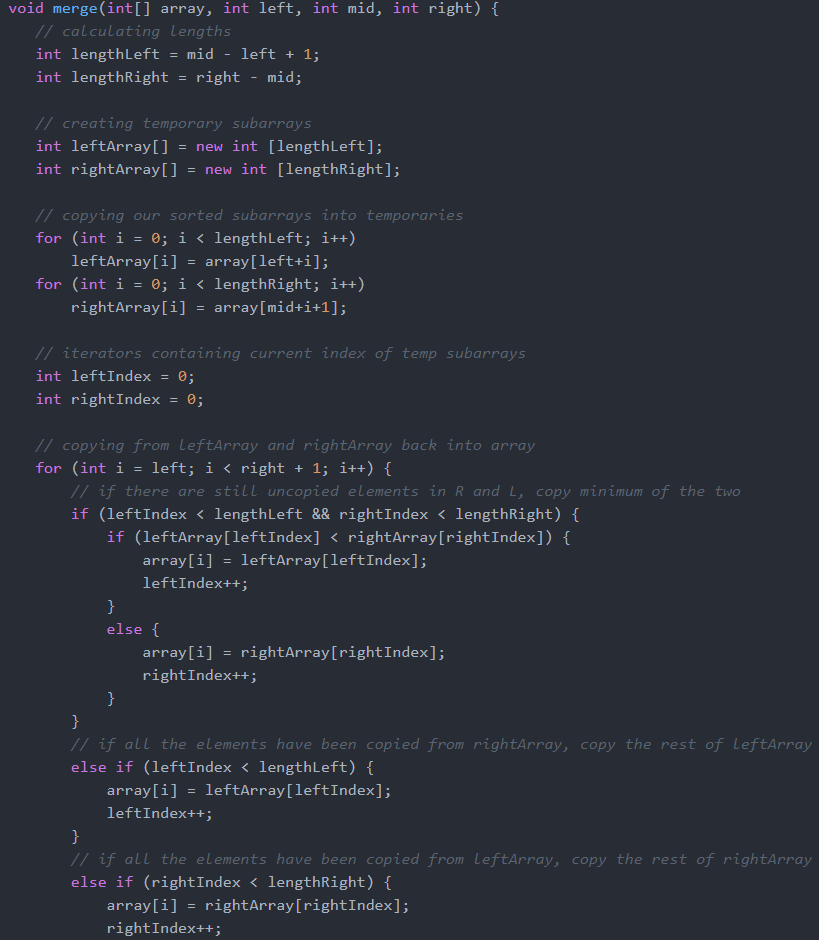 void merge(int[] array, int left, int mid, int right) {
// calculating lengths
int lengthLeft = mid - left + 1;
int lengthRight = right - mid;
// creating temporary subarrays
int leftArray[] = new int [lengthLeft];
int rightArray[] = new int [lengthRight];
// copying our sorted subarrays into temporaries
for (int i = 0; i < lengthLeft; i++)
leftArray[i] = array[left+i];
for (int i = 0; i < lengthRight; i++)
rightArray[i] = array[mid+i+1];
// iterators containing current index of temp subarrays
int leftIndex = 0;
int rightIndex = 0;
// copying from leftArray and rightArray back into array
for (int i = left; i < right + 1; i++) {
// if there are still uncopied elements in R and L, copy minimum of the two
if (leftIndex < lengthLeft && rightIndex < lengthRight) {
if (leftArray[leftIndex] < rightArray[rightIndex]) {
array[i] = leftArray[leftIndex];
leftIndex++;
}
else {
array[i] = rightArray[rightIndex];
rightIndex++;
}
}
// if all the elements have been copied from rightArray, copy the rest of leftArray
else if (leftIndex < lengthLeft) {
array[i] = leftArray[leftIndex];
leftIndex++;
}
// if all the elements have been copied from leftArray, copy the rest of rightArray
else if (rightIndex < lengthRight) {
array[i] = rightArray[rightIndex];
rightIndex++;